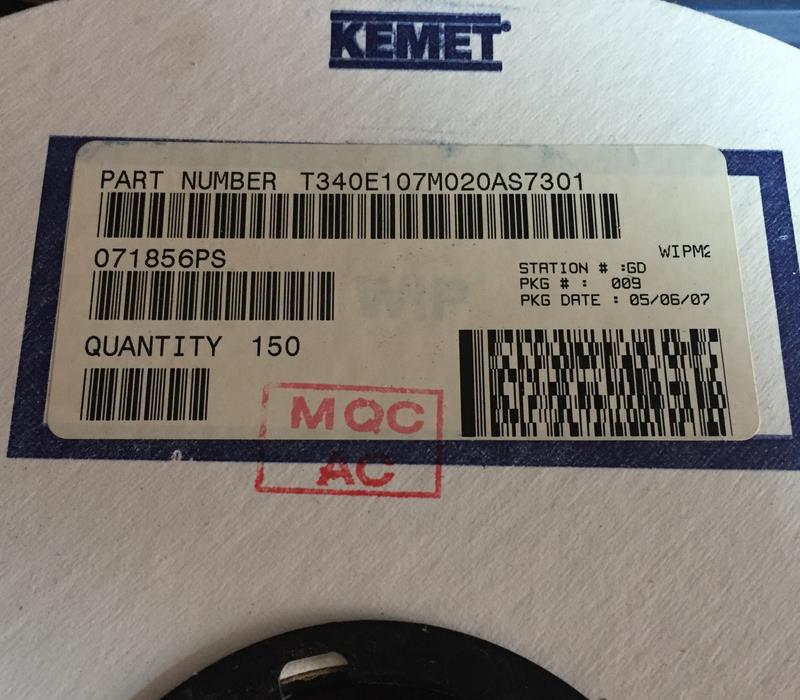 KEMET
PART NUMBER T340E107M020AS7301
071856PS
WIPM2
STATION # :GD
PKG # : 009
PKG DATE : 05/06/07
WIP
QUANTITY 150
MQC
AC